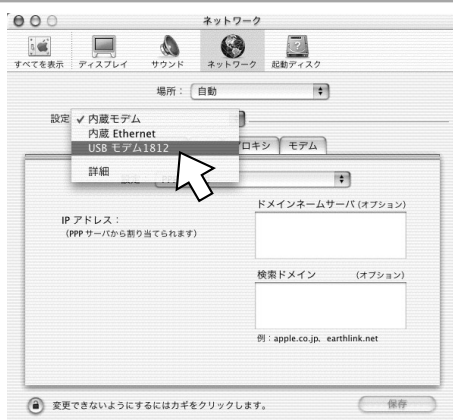 ネットワーク
すべてを表示 ディスプレイ サウンド ネットワーク 起動ディスク
場所： 自動
設定 ✓ 内蔵モデム
内蔵 Ethernet
USB モデム1812
詳細
ロキシ モデム
ドメインネームサーバ (オプション)
IP アドレス：
（PPP サーバから割り当てられます）
検索ドメイン （オプション）
例：apple.co.jp, earthlink.net
変更できないようにするにはカギをクリックします。
保存